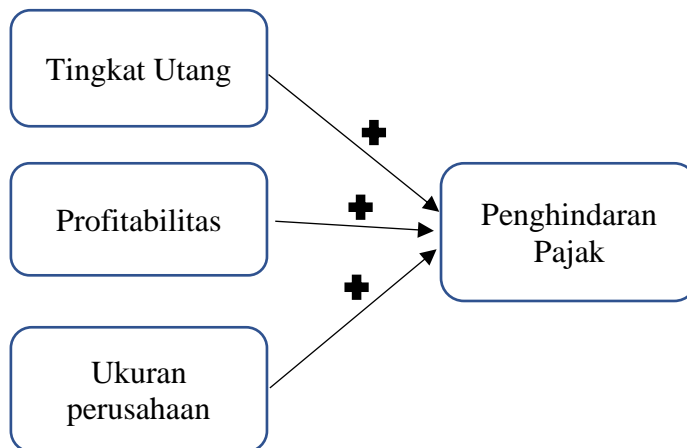 Tingkat Utang
Profitabilitas
Penghindaran
Pajak
Ukuran
perusahaan